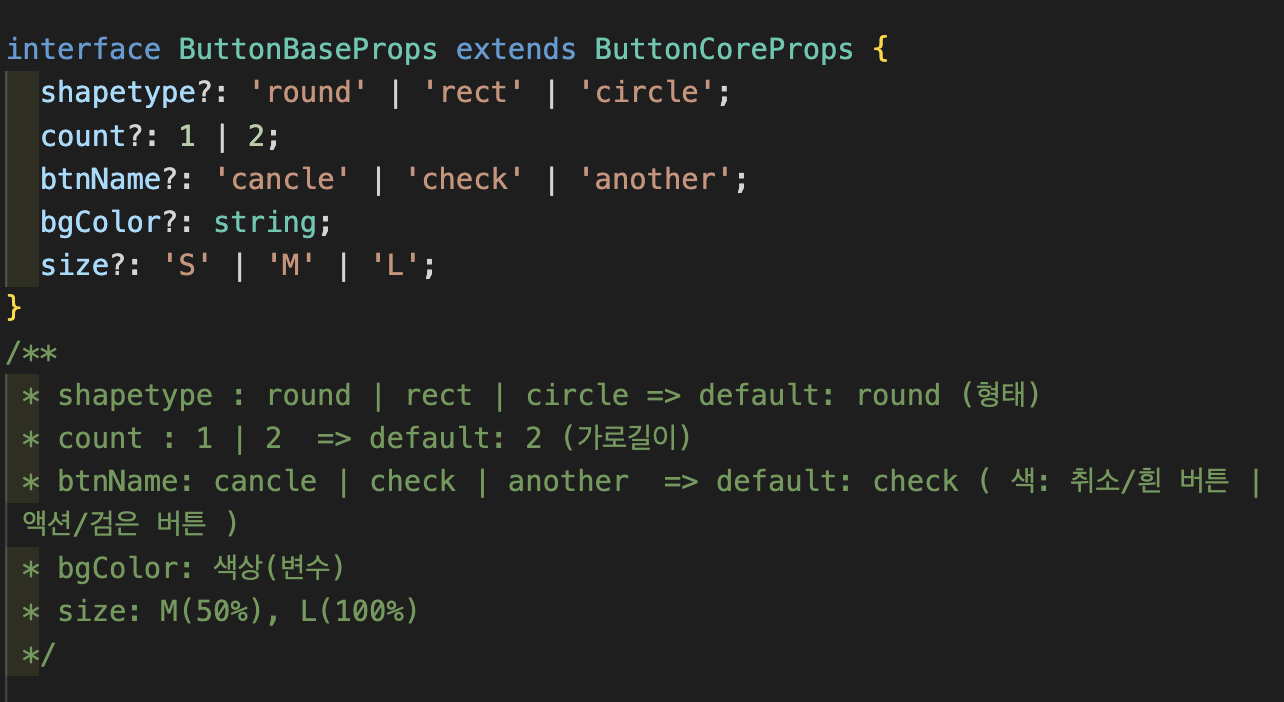 interface ButtonBaseProps extends ButtonCoreProps {
  shapetype?: 'round' | 'rect' | 'circle';
  count?: 1 | 2;
  btnName?: 'cancle' | 'check' | 'another';
  bgColor?: string;
  size?: 'S' | 'M' | 'L';
}
/**
 * shapetype : round | rect | circle => default: round (형태)
 * count : 1 | 2  => default: 2 (가로길이)
 * btnName: cancle | check | another  => default: check ( 색: 취소/흰 버튼 |
 액션/검은 버튼 )
 * bgColor: 색상(변수)
 * size: M(50%), L(100%)
 */